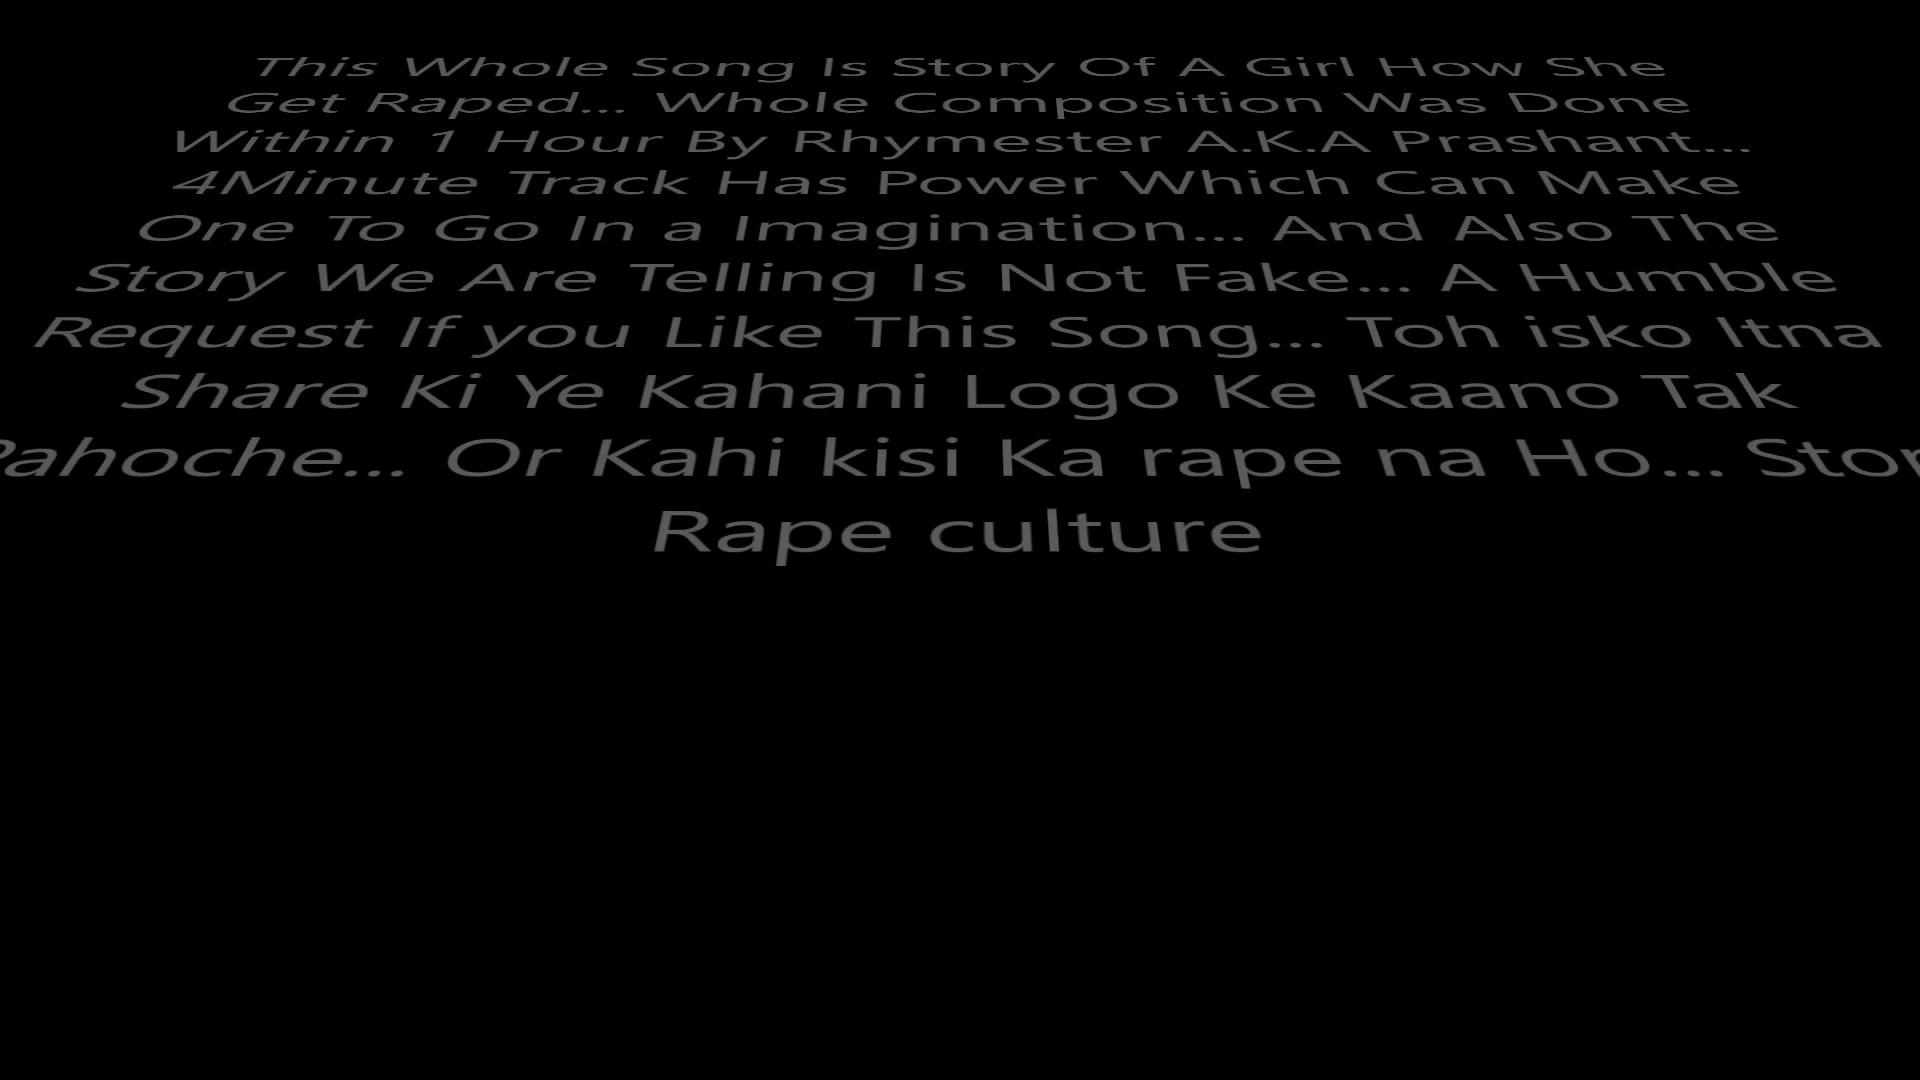 This Whole Song Is Story Of A Girl How She
Get Raped... Whole Composition Was Done
Within 1 Hour By Rhymester A.K.A Prashant...
4Minute Track Has Power Which Can Make
One To Go In a Imagination... And Also The
Story We Are Telling Is Not Fake... A Humble
Request If you Like This Song... Toh isko Itna
Share Ki Ye Kahani Logo Ke Kaano Tak
Pahoche... Or Kahi kisi Ka rape na Ho...
Rape culture